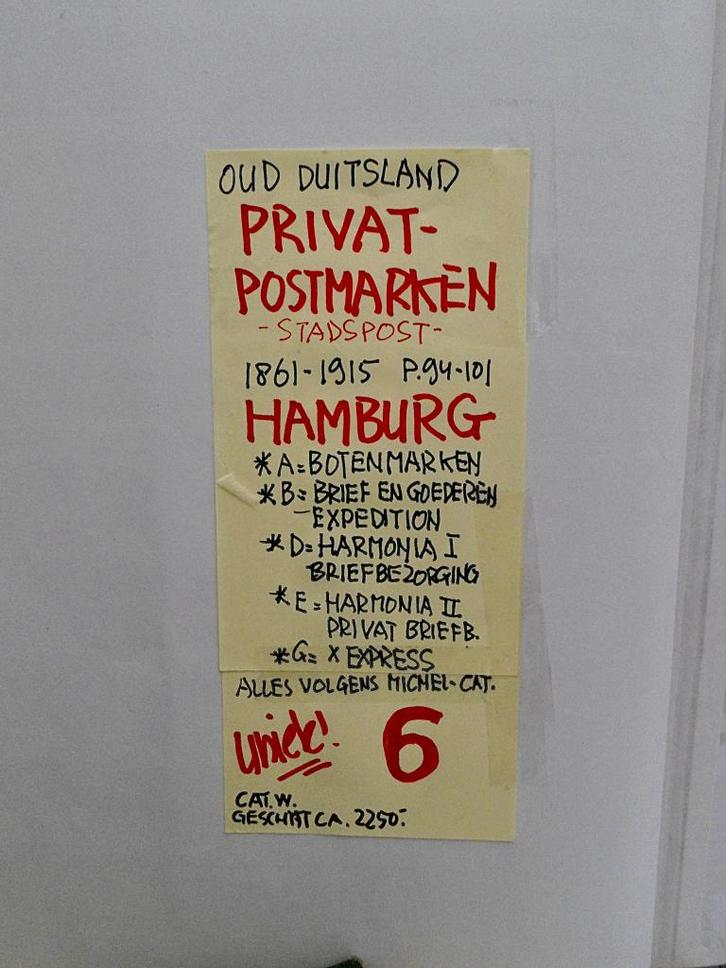 OUD DUITSLAND
PRIVAT-
POSTMARKEN
-STADSPOST-
1861-1915 P.94-101
HAMBURG
* A=BOTENMARKEN
* B= BRIEF EN GOEDEREN
-EXPEDITION
* D= HARMONIA I
BRIEFBEZORGING
* E = HARMONIA II
PRIVAT BRIEFB.
* G= X EXPRESS
ALLES VOLGENS MICHEL-CAT.
uniek! 6
CAT.W.
GESCHAT CA. 2250.-